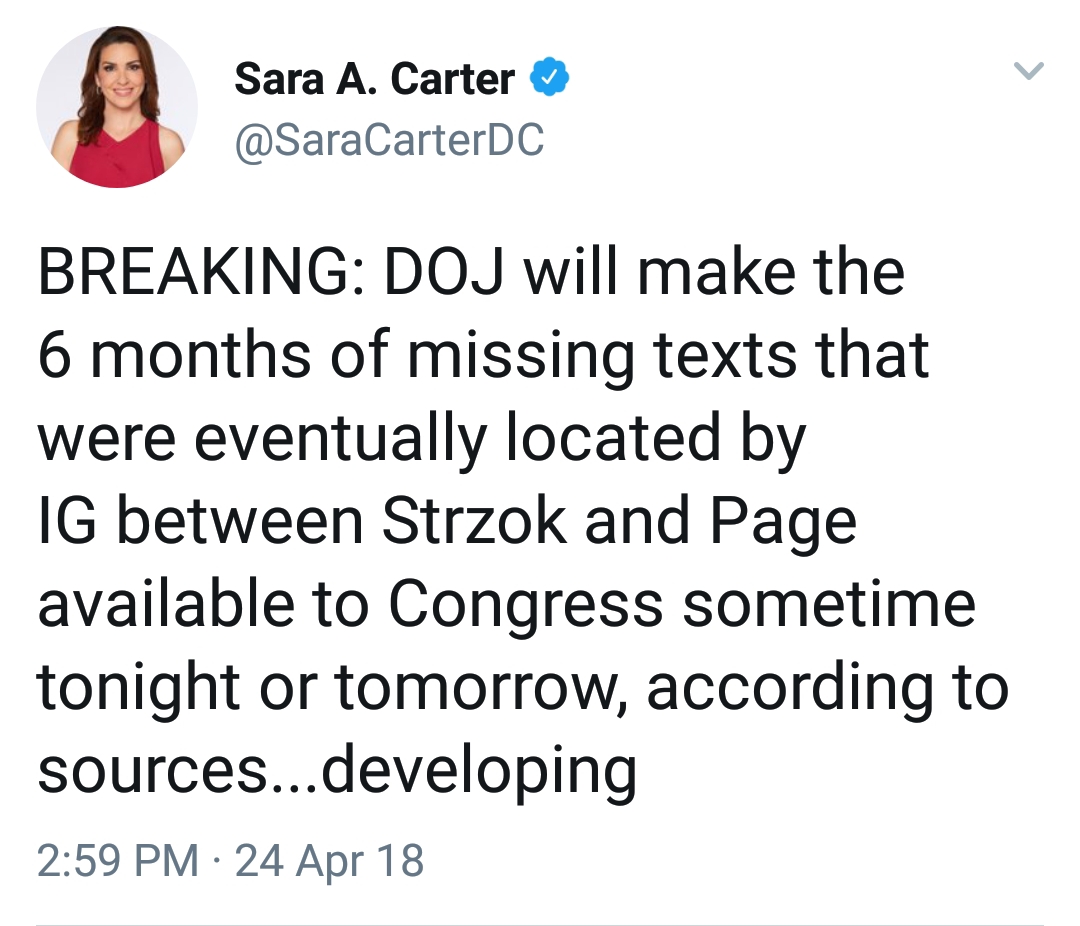 Sara A. Carter
@SaraCarterDC
BREAKING: DOJ will make the
6 months of missing texts that
were eventually located by
IG between Strzok and Page
available to Congress sometime
tonight or tomorrow, according to
sources...developing
2:59 PM · 24 Apr 18